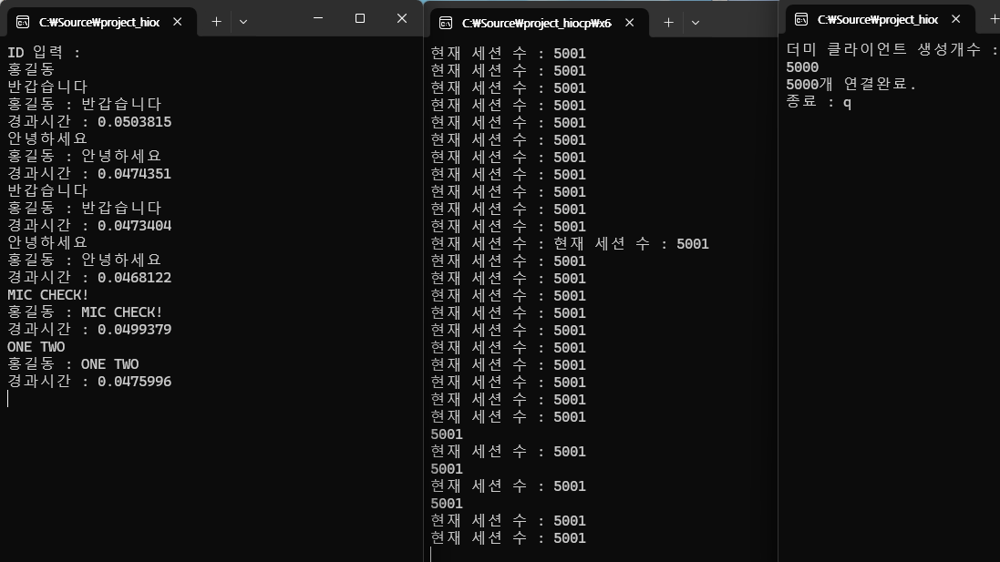 C:₩Source₩project_hiox
ID 입력 :
홍길동
반갑습니다
홍길동 : 반갑습니다
경과시간 : 0.0503815
안녕하세요
홍길동 : 안녕하세요
경과시간 : 0.0474351
반갑습니다
홍길동 : 반갑습니다
경과시간 : 0.0473404
안녕하세요
홍길동 : 안녕하세요
경과시간 : 0.0468122
MIC CHECK!
홍길동 : MIC CHECK!
경과시간 : 0.0499379
ONE TWO
홍길동 : ONE TWO
경과시간 : 0.0475996
C:₩Source₩project_hiocp₩x6
현재 세션 수 : 5001
현재 세션 수 : 5001
현재 세션 수 : 5001
현재 세션 수 : 5001
현재 세션 수 : 5001
현재 세션 수 : 5001
현재 세션 수 : 5001
현재 세션 수 : 5001
현재 세션 수 : 5001
현재 세션 수 : 5001
현재 세션 수 : 5001
현재 세션 수 : 현재 세션 수 : 5001
현재 세션 수 : 5001
현재 세션 수 : 5001
현재 세션 수 : 5001
현재 세션 수 : 5001
현재 세션 수 : 5001
현재 세션 수 : 5001
현재 세션 수 : 5001
현재 세션 수 : 5001
현재 세션 수 : 5001
현재 세션 수 : 5001
5001
현재 세션 수 : 5001
5001
현재 세션 수 : 5001
5001
현재 세션 수 : 5001
현재 세션 수 : 5001
C:₩Source₩project_hiox
더미 클라이언트 생성개수 :
5000
5000개 연결완료.
종료 : q